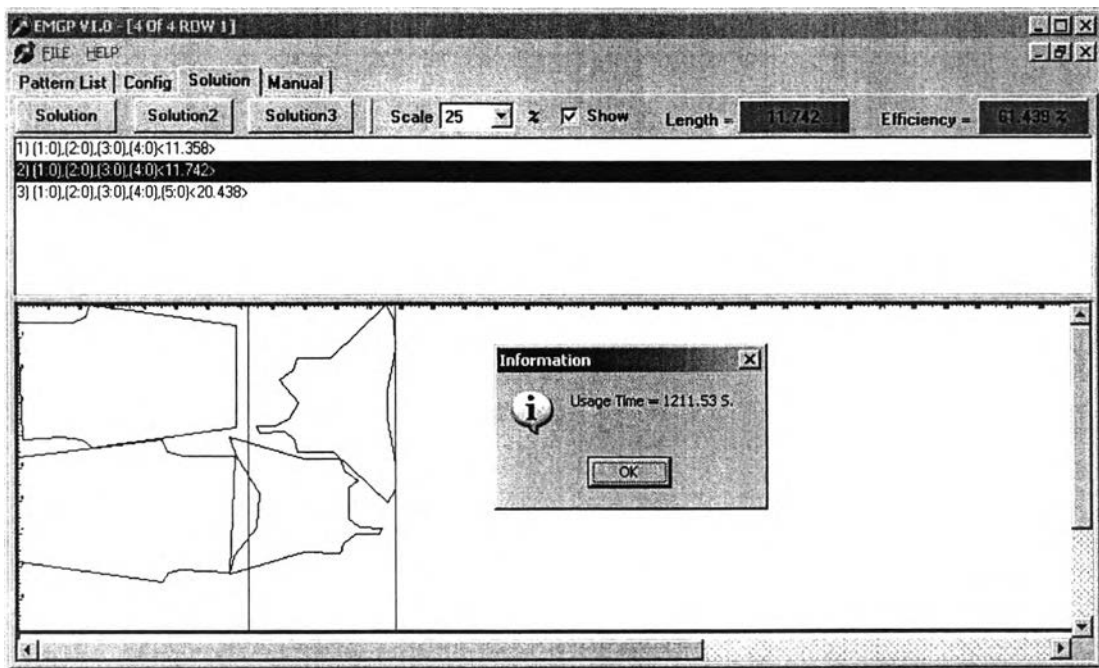 EMGP V1.0 - [4 Of 4 ROW 1]
FILE HELP
Pattern List Config Solution Manual
Solution Solution2 Solution3 Scale 25 % Show Length = 11.742 Efficiency = 61.439 %
1) (1:0),(2:0),(3:0),(4:0)<11.358>
2) (1:0),(2:0),(3:0),(4:0)<11.742>
3) (1:0),(2:0),(3:0),(4:0),(5:0)<20.438>
Information
Usage Time = 1211.53 S.
OK